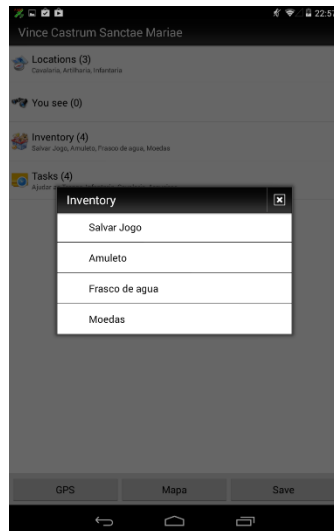 22:57
Vince Castrum Sanctae Mariae
Locations (3)
Cavalaria, Artilharia, Infantaria
You see (0)
Inventory (4)
Salvar Jogo, Amuleto, Frasco de agua, Moedas
Tasks (4)
Ajudar
Inventory
Salvar Jogo
Amuleto
Frasco de agua
Moedas
GPS Mapa Save